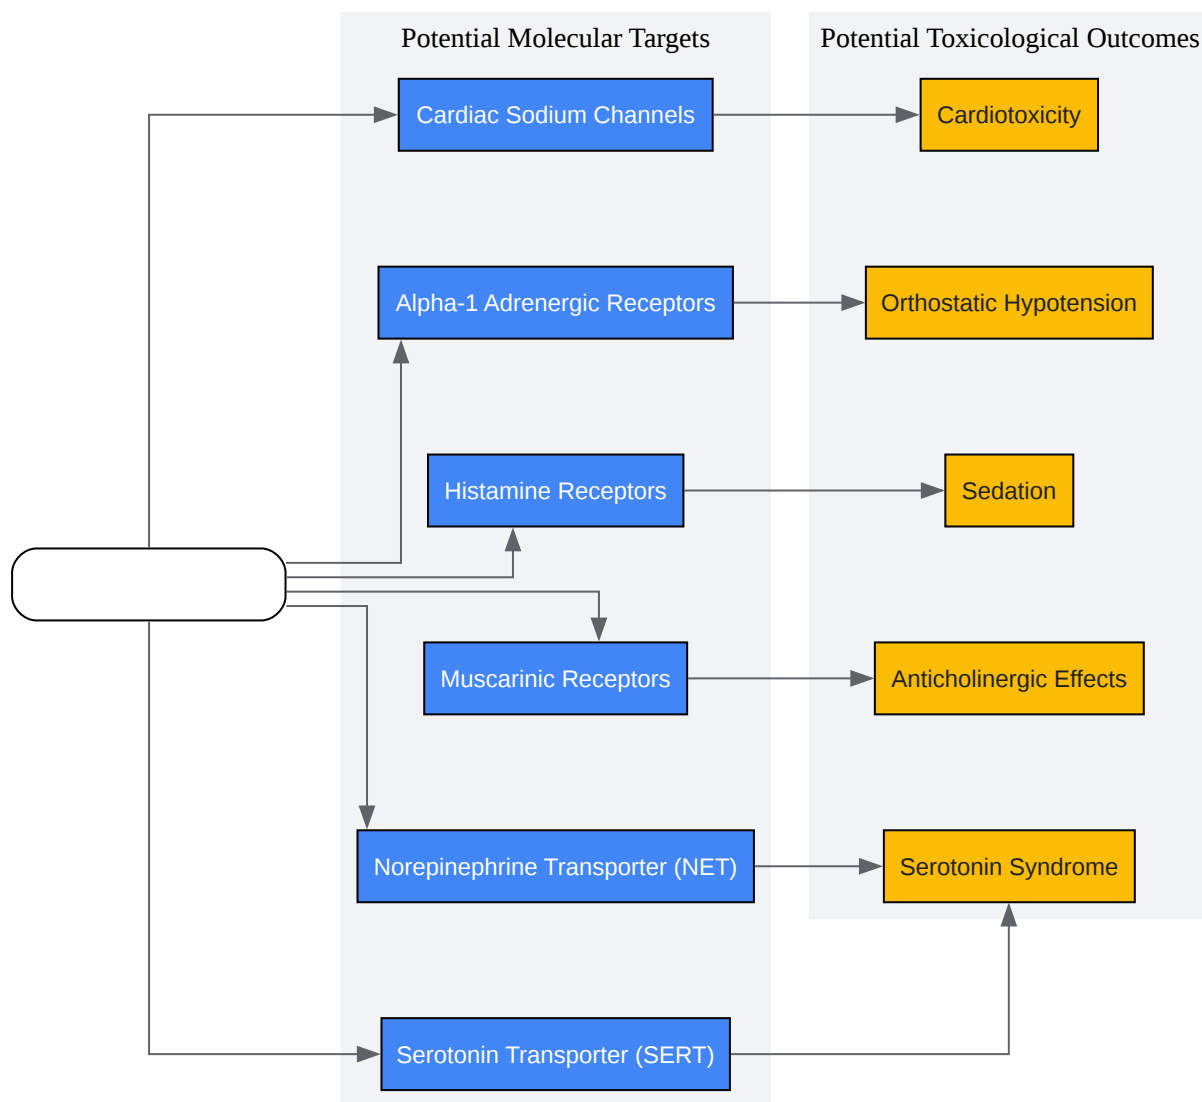 Potential Molecular Targets
Potential Toxicological Outcomes
Cardiac Sodium Channels
Cardiotoxicity
Alpha-1 Adrenergic Receptors
Orthostatic Hypotension
Histamine Receptors
Sedation
Muscarinic Receptors
Anticholinergic Effects
Norepinephrine Transporter (NET)
Serotonin Syndrome
Serotonin Transporter (SERT)